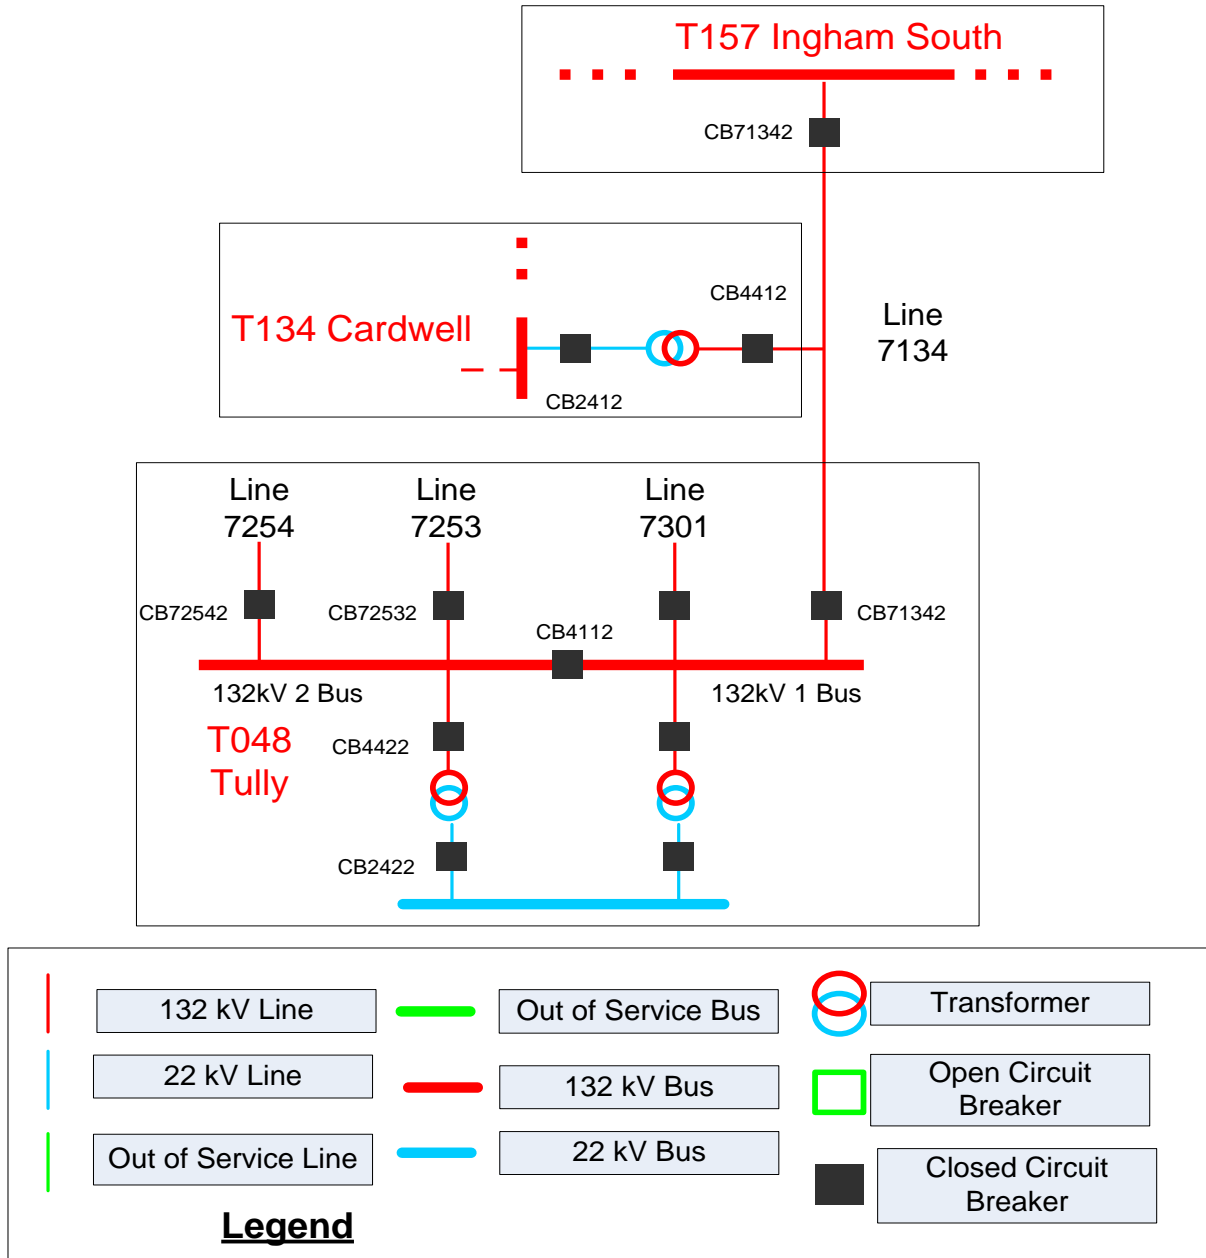 T157 Ingham South
CB71342
CB4412
T134 Cardwell
Line
7134
CB2412
Line
7254
Line
7253
Line
7301
CB72542
CB72532
CB4112
CB71342
132kV 2 Bus
132kV 1 Bus
T048
Tully
CB4422
CB2422
132 kV Line
Out of Service Bus
Transformer
22 kV Line
132 kV Bus
Open Circuit
Breaker
Out of Service Line
22 kV Bus
Closed Circuit
Breaker
Legend